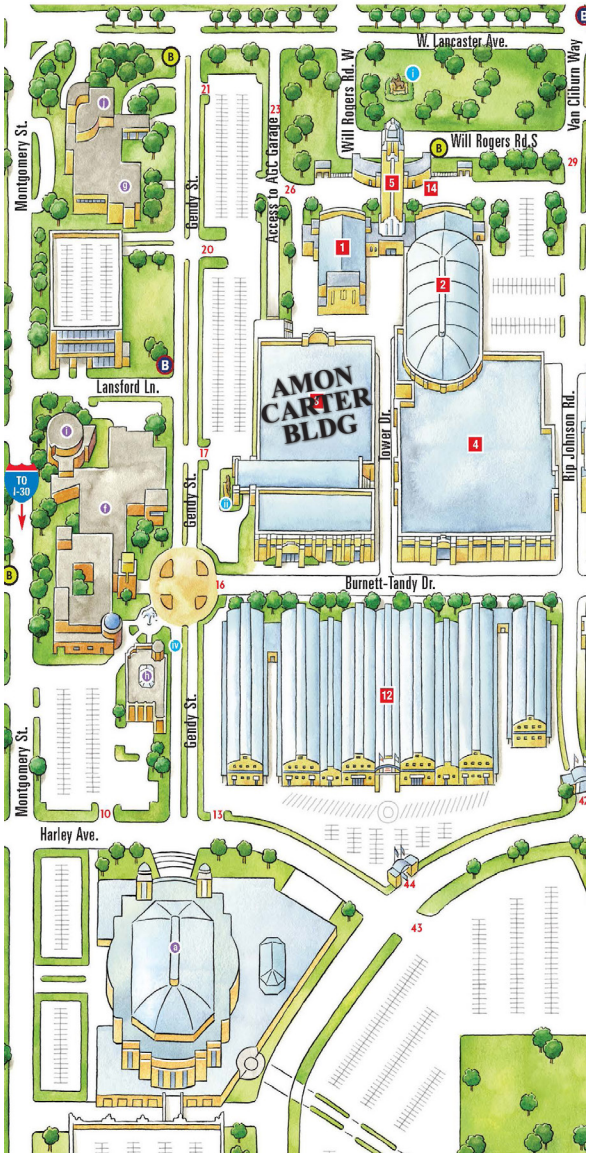 W. Lancaster Ave.
B
B
i
Van Cliburn Way
Will Rogers Rd. W
Will Rogers Rd.S
B
21
23
j
Montgomery St.
g
Gendy St.
Access to AGC Garage
5
14
29
26
20
1
2
B
Lansford Ln.
AMON
CARTER
BLDG
Tower Dr.
Rip Johnson Rd.
4
i
17
TO
I-30
f
Gendy St.
ii
B
16
Burnett-Tandy Dr.
iv
h
12
Gendy St.
Montgomery St.
10
13
42
Harley Ave.
44
43
a